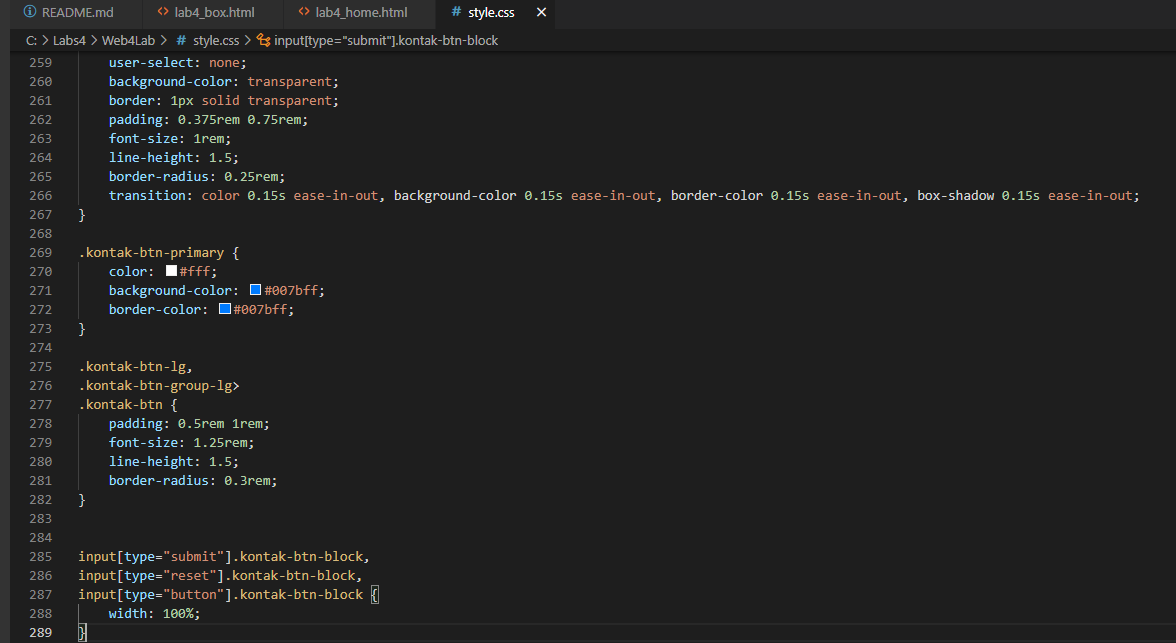 README.md lab4_box.html lab4_home.html # style.css ×
C: > Labs4 > Web4Lab > # style.css > input[type="submit"].kontak-btn-block
259 user-select: none;
260 background-color: transparent;
261 border: 1px solid transparent;
262 padding: 0.375rem 0.75rem;
263 font-size: 1rem;
264 line-height: 1.5;
265 border-radius: 0.25rem;
266 transition: color 0.15s ease-in-out, background-color 0.15s ease-in-out, border-color 0.15s ease-in-out, box-shadow 0.15s ease-in-out;
267 }
268
269 .kontak-btn-primary {
270 color: #fff;
271 background-color: #007bff;
272 border-color: #007bff;
273 }
274
275 .kontak-btn-lg,
276 .kontak-btn-group-lg>
277 .kontak-btn {
278 padding: 0.5rem 1rem;
279 font-size: 1.25rem;
280 line-height: 1.5;
281 border-radius: 0.3rem;
282 }
283
284
285 input[type="submit"].kontak-btn-block,
286 input[type="reset"].kontak-btn-block,
287 input[type="button"].kontak-btn-block {
288 width: 100%;
289 }